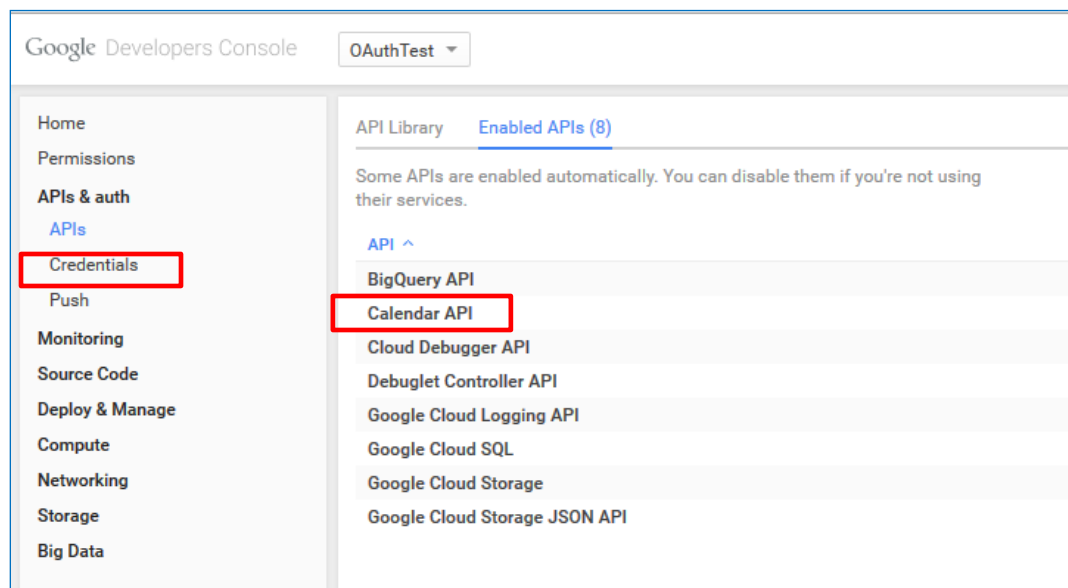 Google Developers Console
OAuthTest
Home
Permissions
APIs & auth
APIs
Credentials
Push
Monitoring
Source Code
Deploy & Manage
Compute
Networking
Storage
Big Data
API Library
Enabled APIs (8)
Some APIs are enabled automatically. You can disable them if you're not using
their services.
API
BigQuery API
Calendar API
Cloud Debugger API
Debuglet Controller API
Google Cloud Logging API
Google Cloud SQL
Google Cloud Storage
Google Cloud Storage JSON API